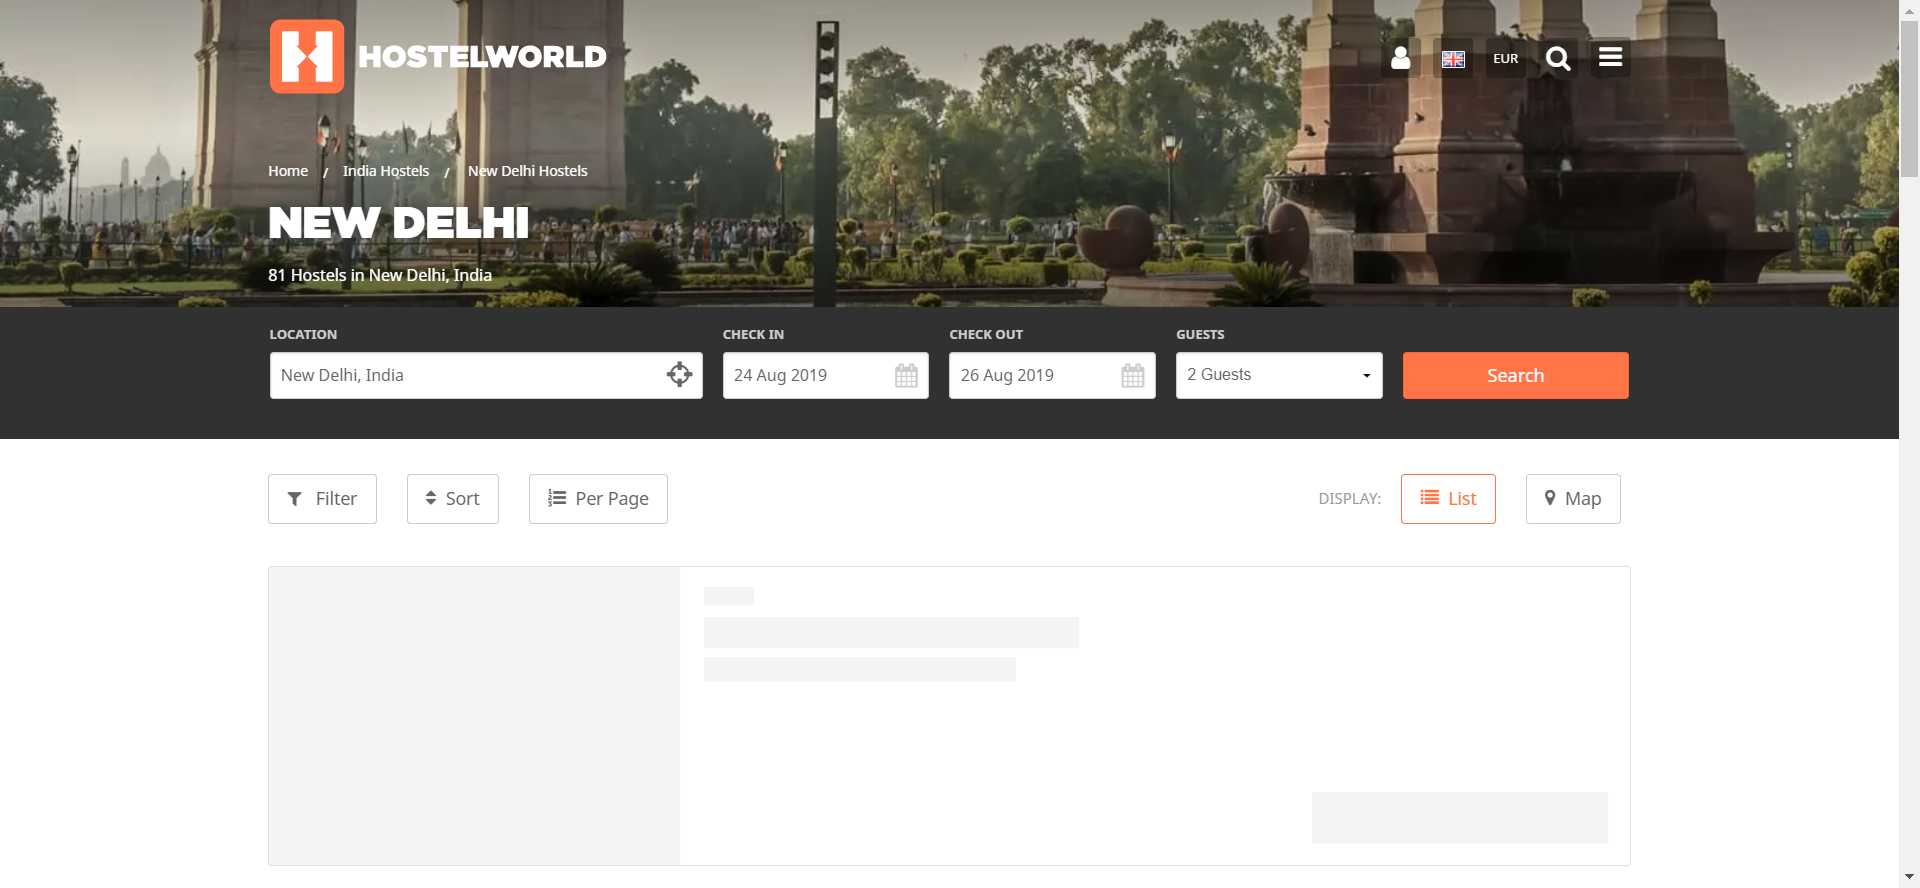 HOSTELWORLD
EUR
Home / India Hostels / New Delhi Hostels
NEW DELHI
81 Hostels in New Delhi, India
LOCATION
CHECK IN
CHECK OUT
GUESTS
New Delhi, India
24 Aug 2019
26 Aug 2019
2 Guests
Search
Filter
Sort
Per Page
DISPLAY:
List
Map